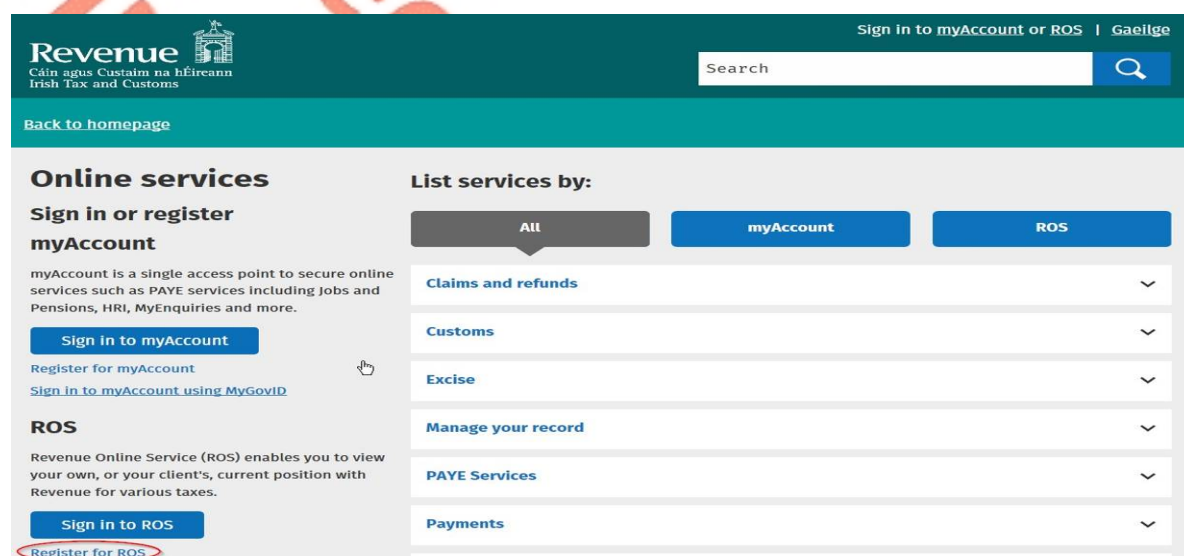 Sign in to myAccount or ROS | Gaeilge
Revenue
Cáin agus Custaim na hÉireann
Irish Tax and Customs
Search
Back to homepage
Online services
Sign in or register
myAccount
myAccount is a single access point to secure online
services such as PAYE services including Jobs and
Pensions, HRI, MyEnquiries and more.
Sign in to myAccount
Register for myAccount
Sign in to myAccount using MyGovID
ROS
Revenue Online Service (ROS) enables you to view
your own, or your client's, current position with
Revenue for various taxes.
Sign in to ROS
Register for ROS
List services by:
All
myAccount
ROS
Claims and refunds
Customs
Excise
Manage your record
PAYE Services
Payments